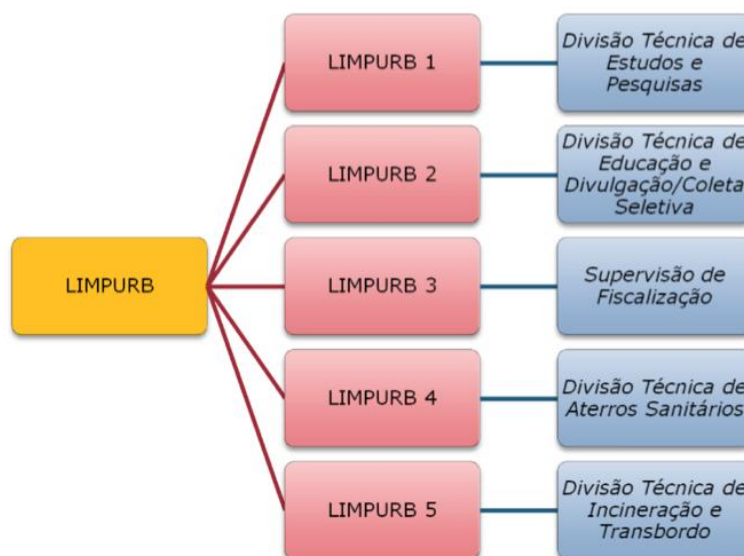 LIMPURB
LIMPURB 1
Divisão Técnica de
Estudos e
Pesquisas
LIMPURB 2
Divisão Técnica de
Educação e
Divulgação/Coleta
Seletiva
LIMPURB 3
Supervisão de
Fiscalização
LIMPURB 4
Divisão Técnica de
Aterros Sanitários
LIMPURB 5
Divisão Técnica de
Incineração e
Transbordo